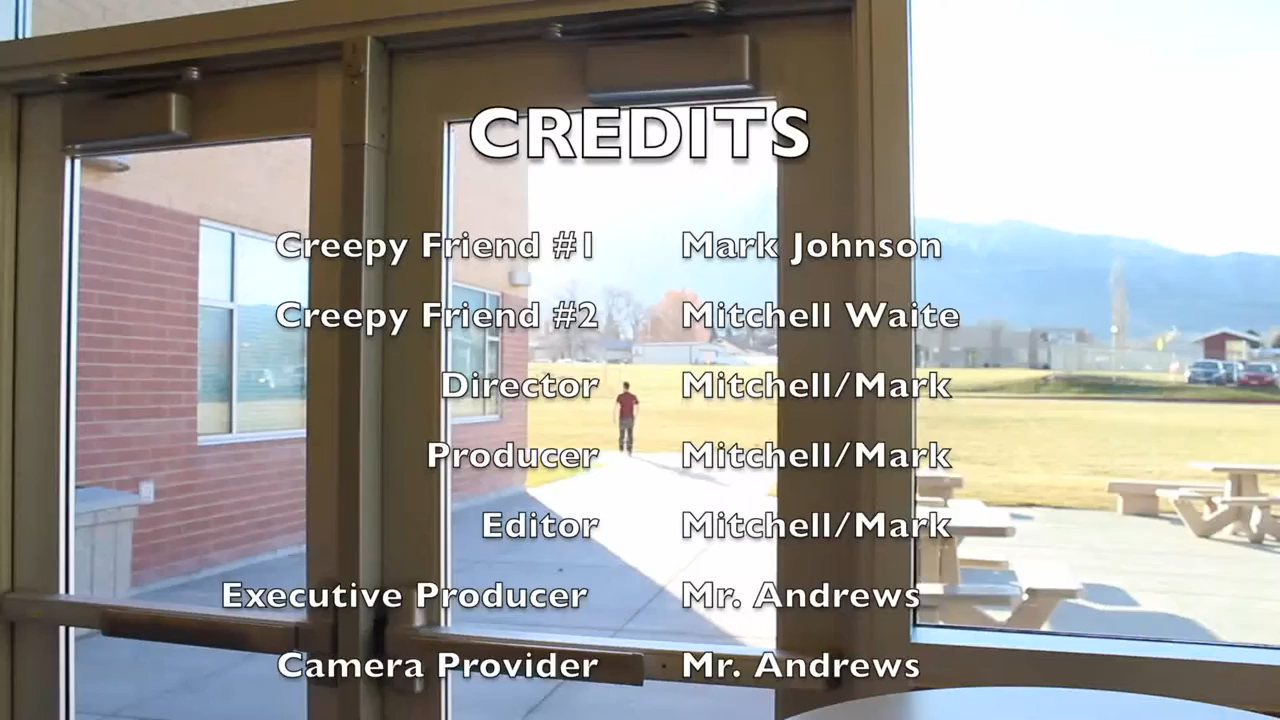 CREDITS
Creepy Friend #1 Mark Johnson
Creepy Friend #2 Mitchell Waite
Director Mitchell/Mark
Producer Mitchell/Mark
Editor Mitchell/Mark
Executive Producer Mr. Andrews
Camera Provider Mr. Andrews